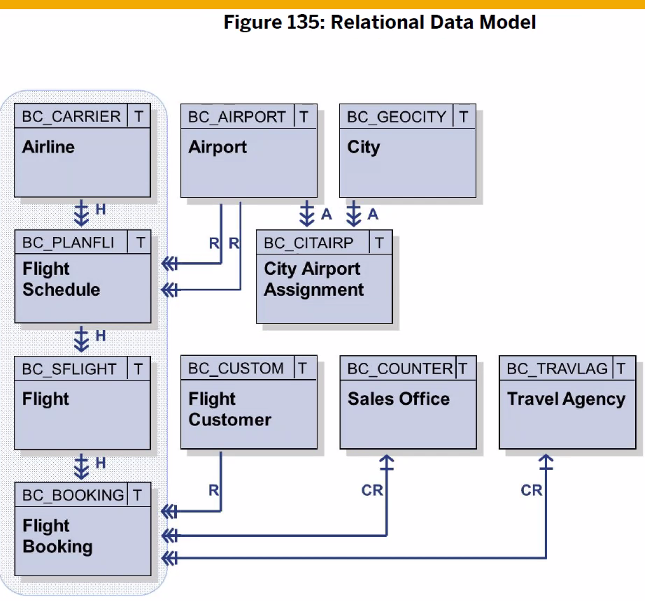 Figure 135: Relational Data Model
BC_CARRIER T
Airline
BC_AIRPORT T
Airport
BC_GEOCITY T
City
H
R R
A
A
BC_PLANFLI T
Flight
Schedule
BC_CITAIRP T
City Airport
Assignment
H
BC_SFLIGHT T
Flight
BC_CUSTOM T
Flight
Customer
BC_COUNTER T
Sales Office
BC_TRAVLAG T
Travel Agency
H
R
CR
CR
BC_BOOKING T
Flight
Booking